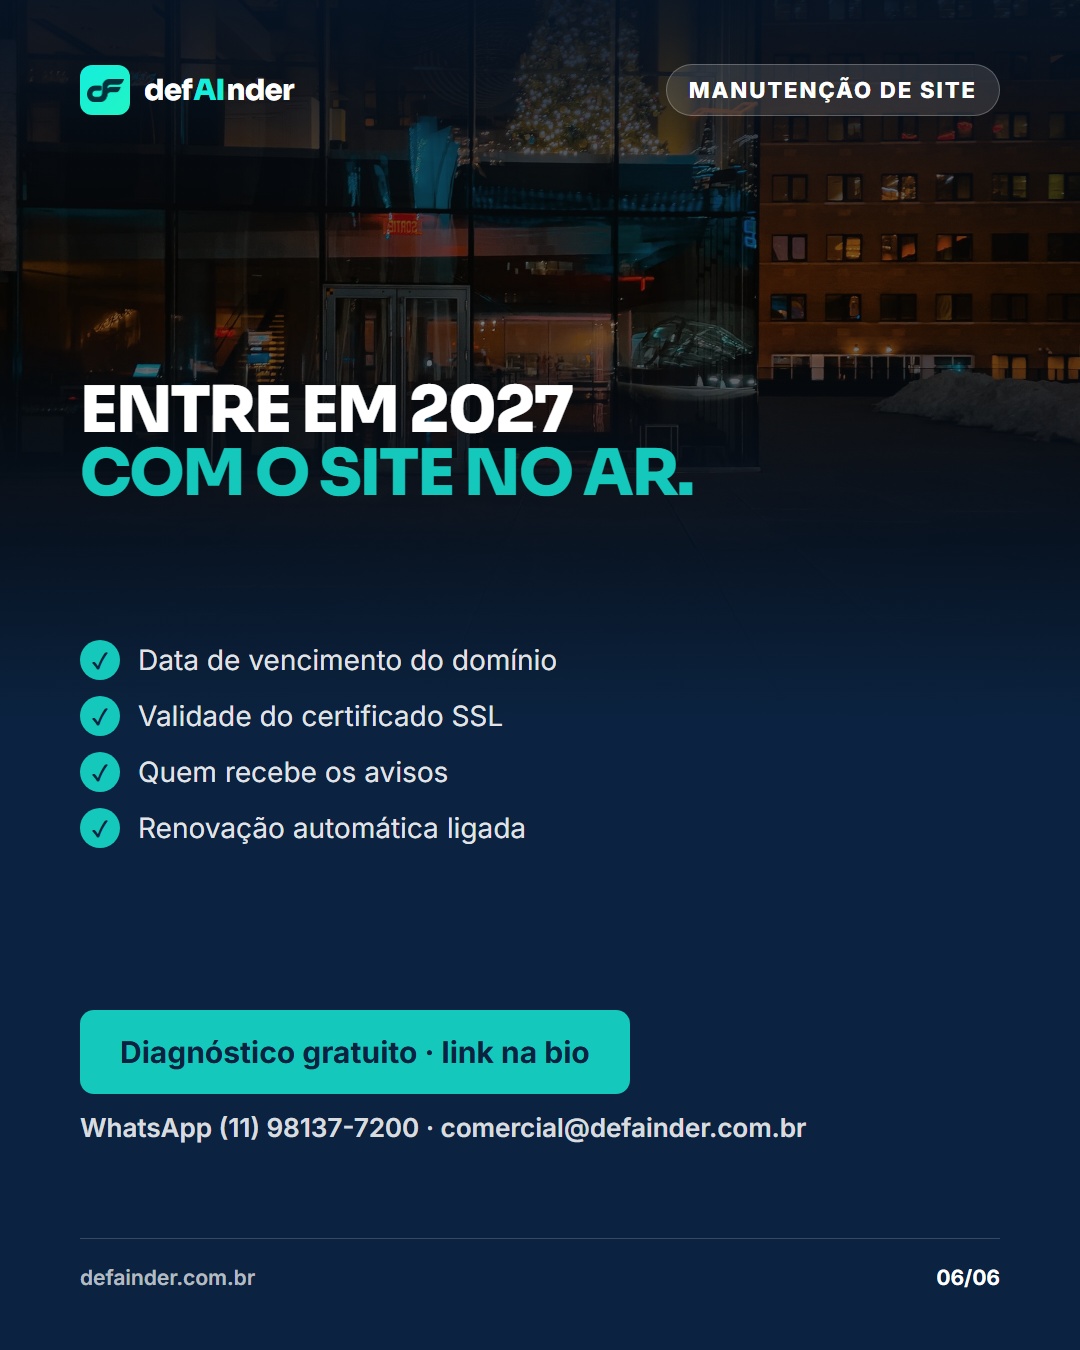 defAInder
MANUTENÇÃO DE SITE
ENTRE EM 2027
COM O SITE NO AR.
✓ Data de vencimento do domínio
✓ Validade do certificado SSL
✓ Quem recebe os avisos
✓ Renovação automática ligada
Diagnóstico gratuito · link na bio
WhatsApp (11) 98137-7200 · comercial@defainder.com.br
defainder.com.br
06/06